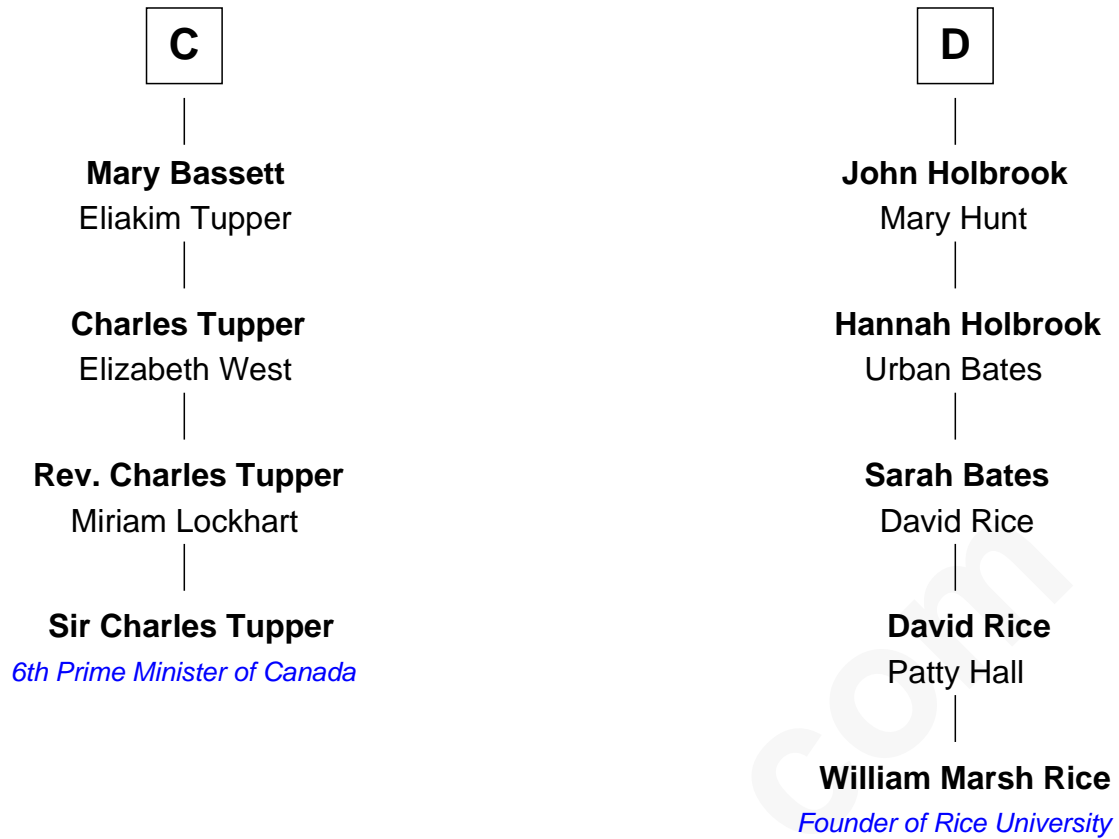 C
Mary Bassett
Eliakim Tupper
Charles Tupper
Elizabeth West
Rev. Charles Tupper
Miriam Lockhart
Sir Charles Tupper
6th Prime Minister of Canada
D
John Holbrook
Mary Hunt
Hannah Holbrook
Urban Bates
Sarah Bates
David Rice
David Rice
Patty Hall
William Marsh Rice
Founder of Rice University
com